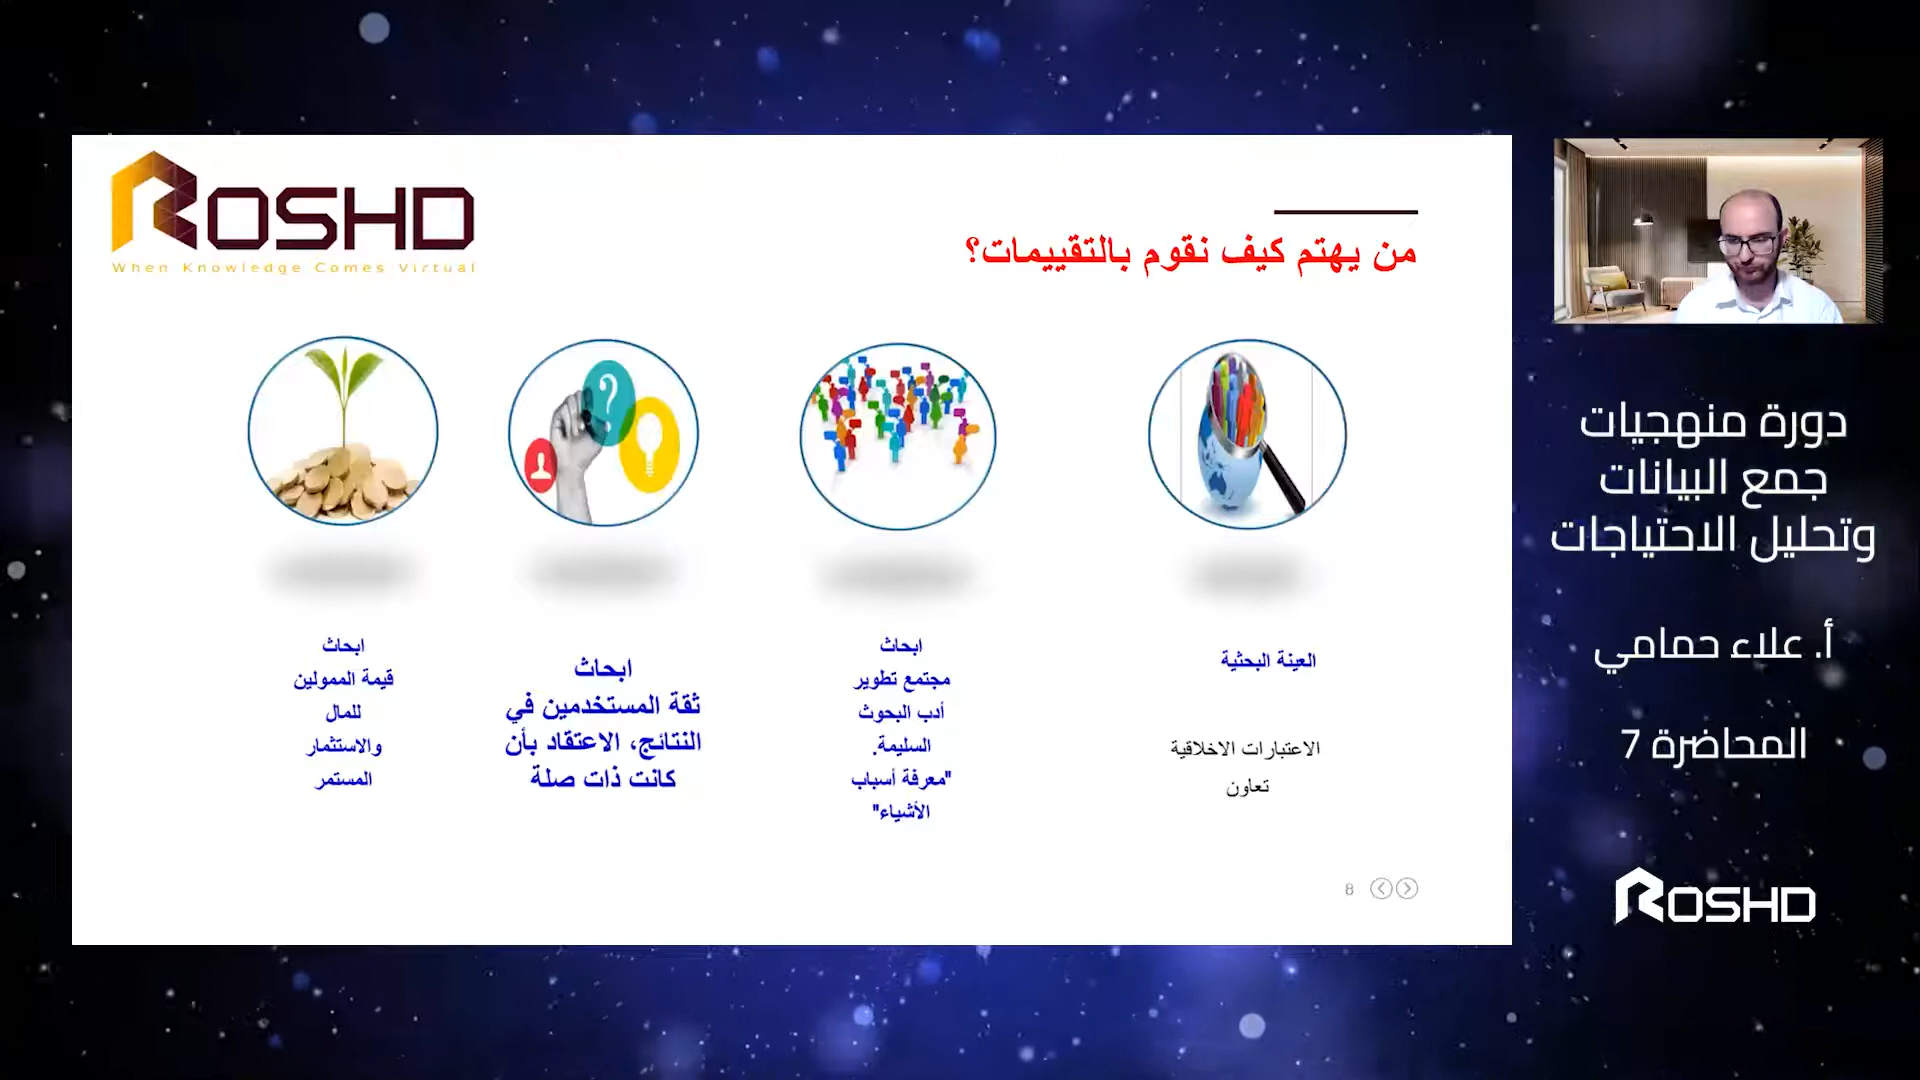 ROSHD
When Knowledge Comes Virtual
من يهتم كيف نقوم بالتقييمات؟
العينة البحثية
الاعتبارات الاخلاقية
تعاون
ابحاث
مجتمع تطوير
أدب البحوث
السليمة.
"معرفة أسباب
الأشياء"
ابحاث
ثقة المستخدمين في
النتائج، الاعتقاد بأن
كانت ذات صلة
ابحاث
قيمة الممولين
للمال
والاستثمار
المستمر
8
دورة منهجيات
جمع البيانات
وتحليل الاحتياجات
أ. علاء حمامي
المحاضرة 7
ROSHD